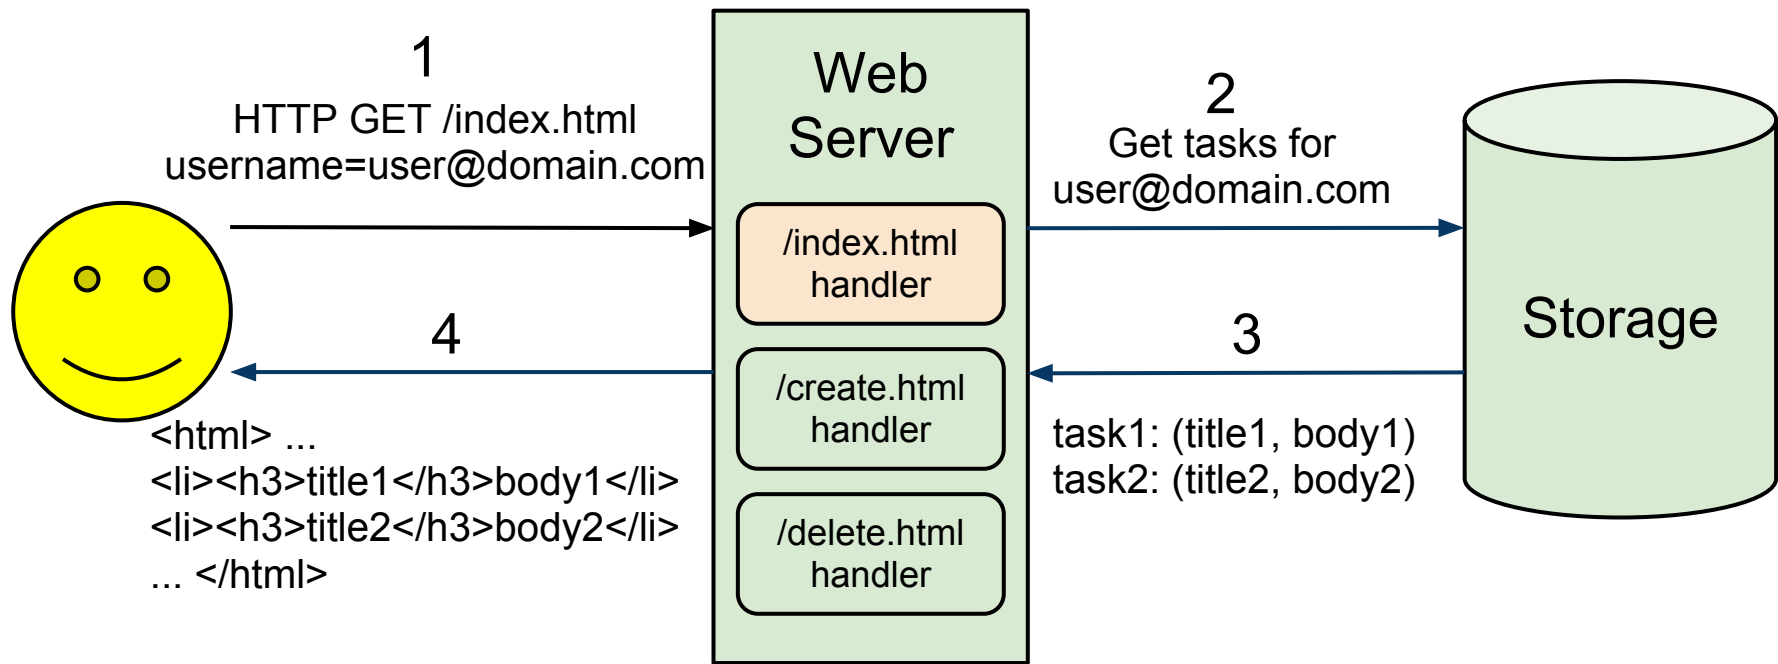 1
HTTP GET /index.html
username=user@domain.com
Web
Server
2
Get tasks for
user@domain.com
/index.html
handler
Storage
4
3
/create.html
handler
<html> ...
<li><h3>title1</h3>body1</li>
<li><h3>title2</h3>body2</li>
... </html>
task1: (title1, body1)
task2: (title2, body2)
/delete.html
handler